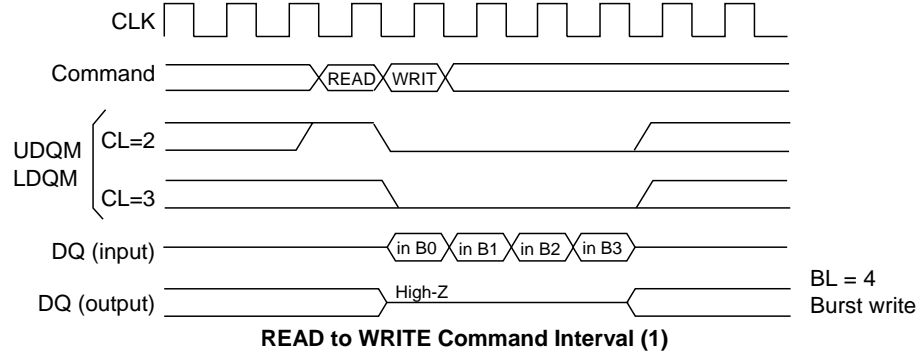 CLK
Command
READ WRIT
UDQM
LDQM
CL=2
CL=3
DQ (input)
in B0 in B1 in B2 in B3
DQ (output)
High-Z
BL = 4
Burst write
READ to WRITE Command Interval (1)